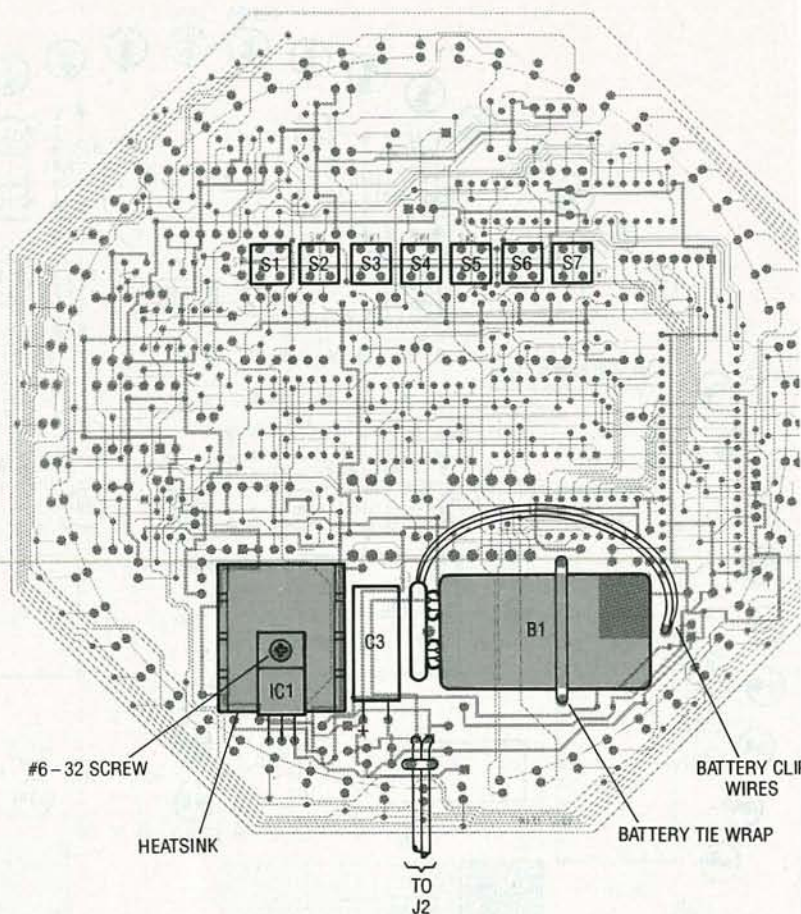 S1 S2 S3 S4 S5 S6 S7
C3
B1
IC1
+
#6-32 SCREW
HEATSINK
BATTERY CLIP
WIRES
BATTERY TIE WRAP
TO
J2